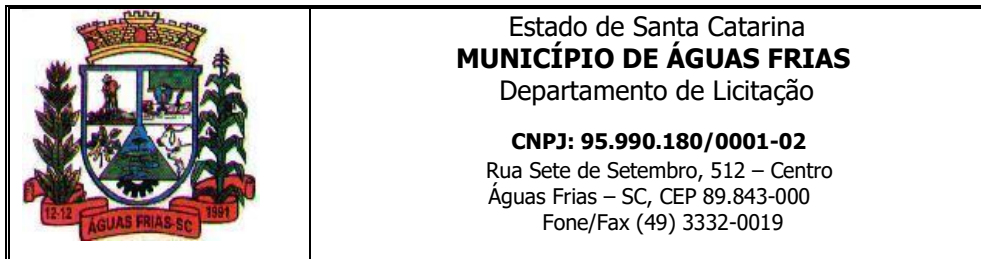 12-12
ÁGUAS FRIAS-SC
1991
Estado de Santa Catarina
MUNICÍPIO DE ÁGUAS FRIAS
Departamento de Licitação
CNPJ: 95.990.180/0001-02
Rua Sete de Setembro, 512 – Centro
Águas Frias – SC, CEP 89.843-000
Fone/Fax (49) 3332-0019